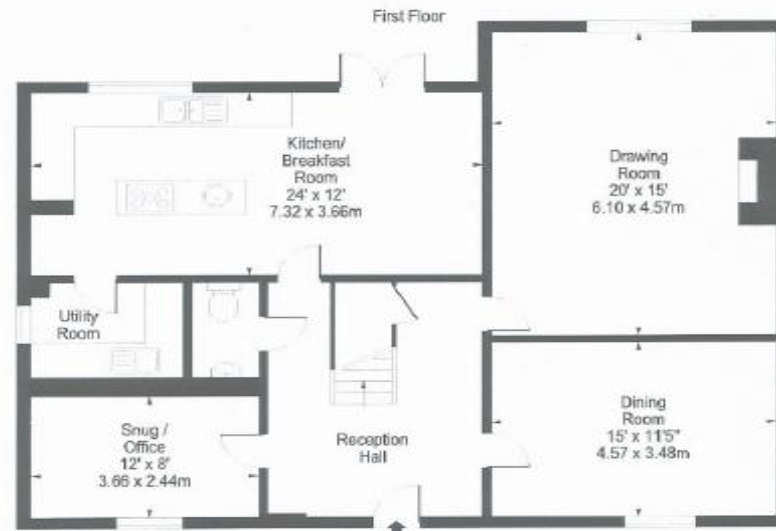 First Floor
Kitchen/
Breakfast
Room
24' x 12'
7.32 x 3.66m
Drawing
Room
20' x 15'
6.10 x 4.57m
Utility
Room
Snug /
Office
12' x 8'
3.66 x 2.44m
Reception
Hall
Dining
Room
15' x 11'5"
4.57 x 3.48m